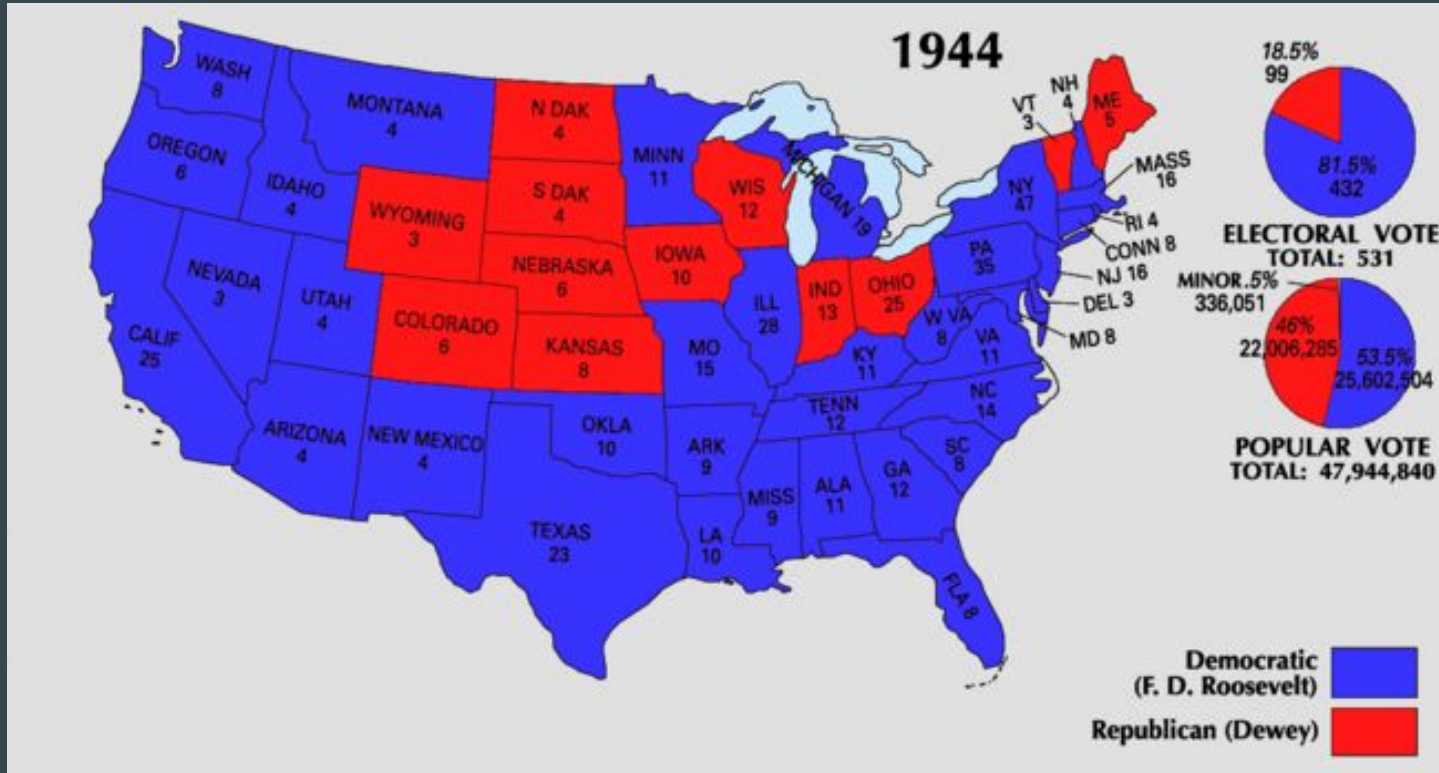 1944
WASH
8
OREGON
6
CALIF
25
NEVADA
3
IDAHO
4
MONTANA
4
WYOMING
3
UTAH
4
COLORADO
6
ARIZONA
4
NEW MEXICO
4
N DAK
4
S DAK
4
NEBRASKA
6
KANSAS
8
OKLA
10
TEXAS
23
MINN
11
IOWA
10
MO
15
ARK
9
LA
10
WIS
12
ILL
28
MICHIGAN 19
IND
13
OHIO
25
KY
11
TENN
12
MISS
9
ALA
11
GA
12
FLA 8
SC
8
NC
14
VA
11
W VA
8
PA
35
NY
47
VT
3
NH
4
ME
5
MASS
16
RI 4
CONN 8
NJ 16
DEL 3
MD 8
18.5%
99
81.5%
432
ELECTORAL VOTE
TOTAL: 531
MINOR .5%
336,051
46%
22,006,285
53.5%
25,602,504
POPULAR VOTE
TOTAL: 47,944,840
Democratic
(F. D. Roosevelt)
Republican (Dewey)